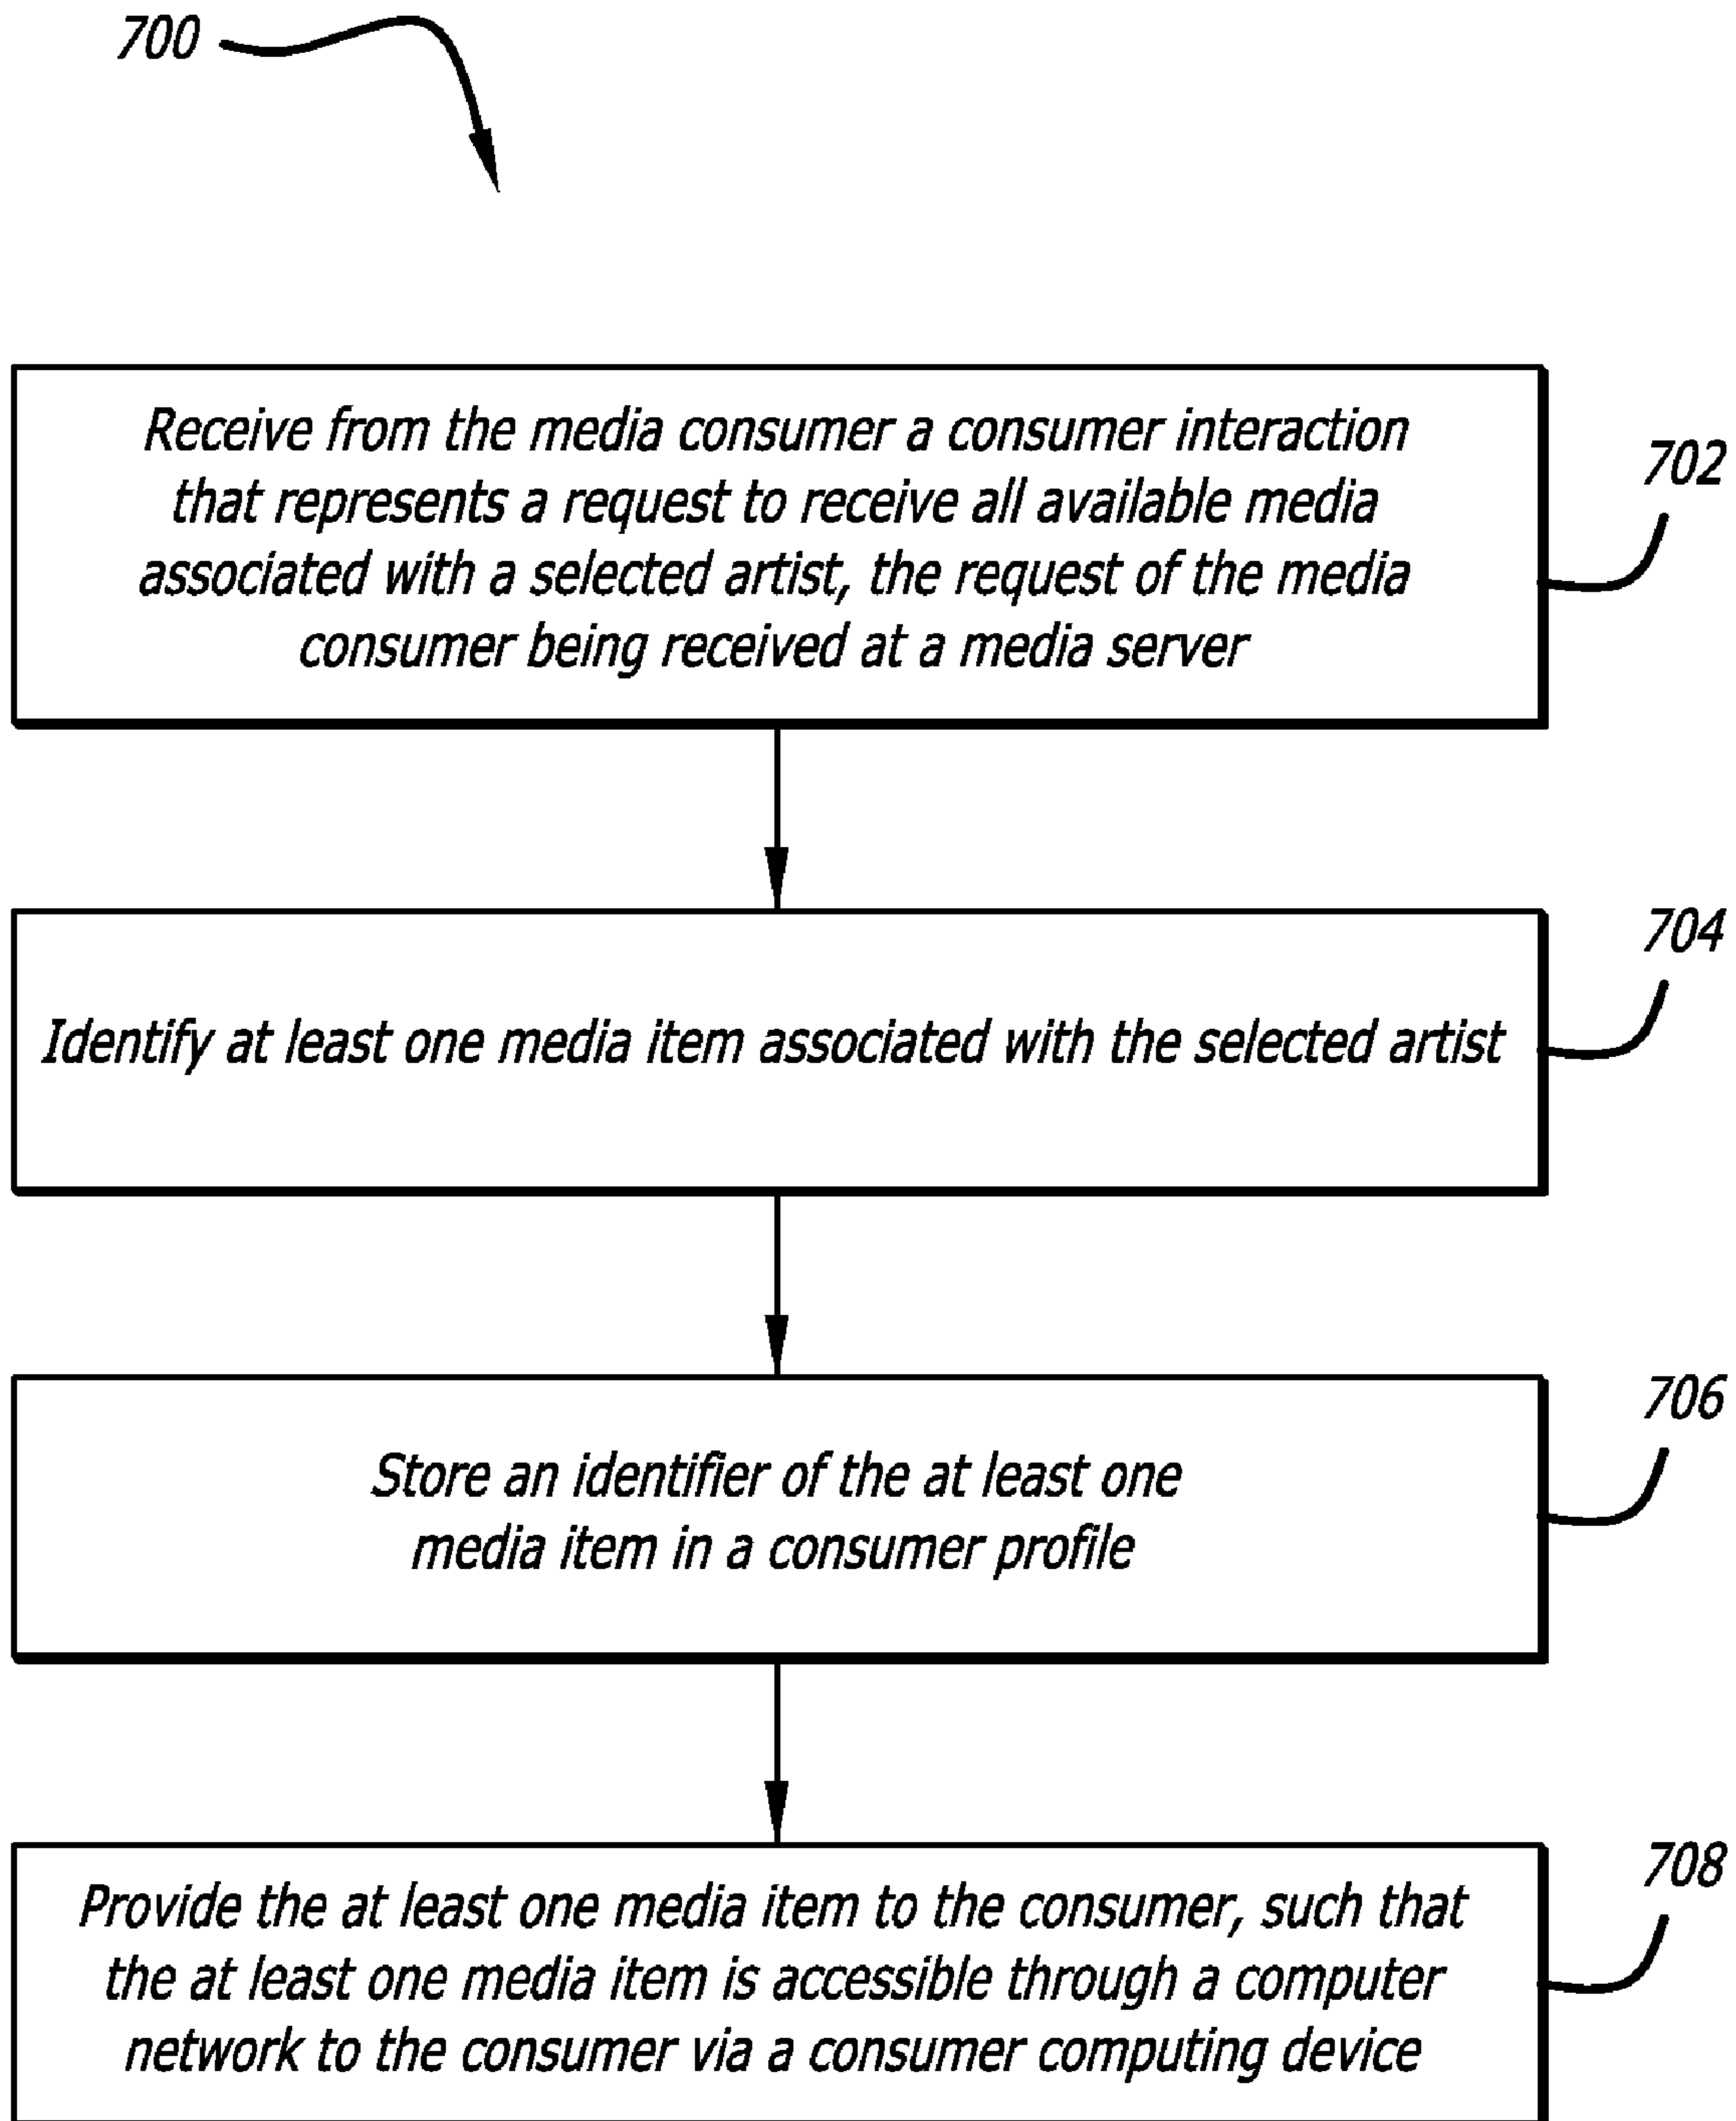 700
Receive from the media consumer a consumer interaction
that represents a request to receive all available media
associated with a selected artist, the request of the media
consumer being received at a media server
702
Identify at least one media item associated with the selected artist
704
Store an identifier of the at least one
media item in a consumer profile
706
Provide the at least one media item to the consumer, such that
the at least one media item is accessible through a computer
network to the consumer via a consumer computing device
708